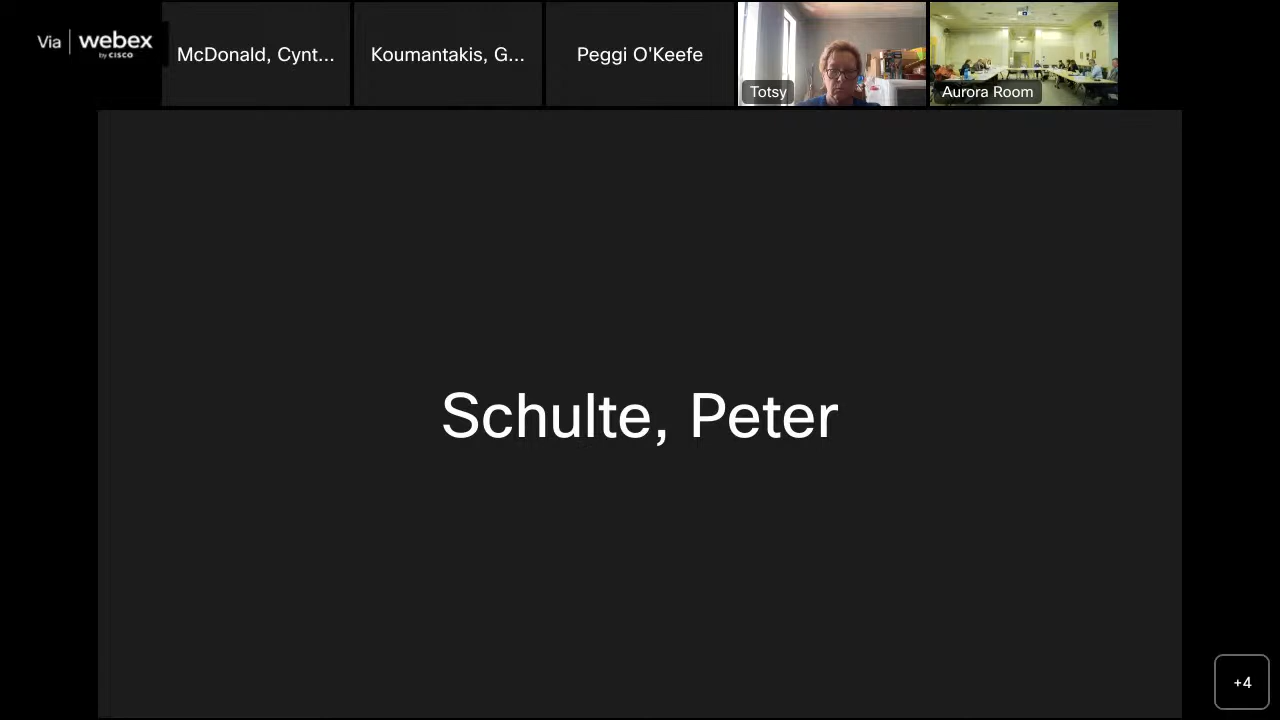 Via webex
by CISCO
McDonald, Cynt...
Koumantakis, G...
Peggi O'Keefe
Totsy
Aurora Room
Schulte, Peter
+4